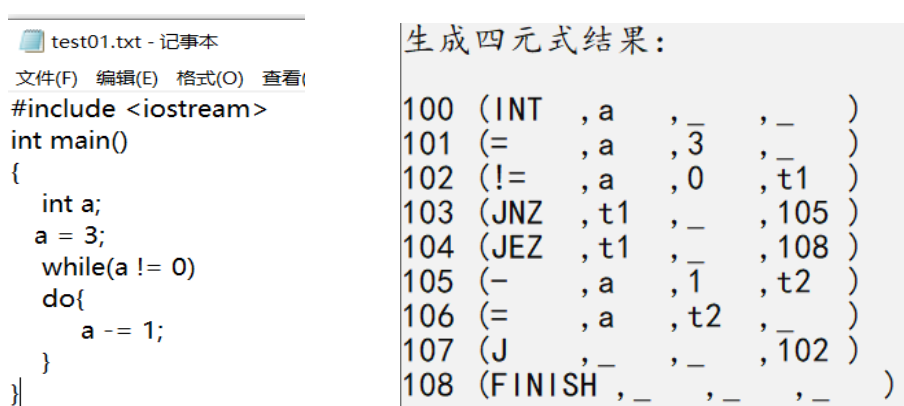 test01.txt - 记事本
文件(F) 编辑(E) 格式(O) 查看(
#include <iostream>
int main()
{
int a;
a = 3;
while(a != 0)
do{
a -= 1;
}
}
生成四元式结果:
100 (INT ,a ,_ ,_ )
101 (= ,a ,3 ,_ )
102 (!= ,a ,0 ,t1 )
103 (JNZ ,t1 ,_ ,105 )
104 (JEZ ,t1 ,_ ,108 )
105 (- ,a ,1 ,t2 )
106 (= ,a ,t2 ,_ )
107 (J ,_ ,_ ,102 )
108 (FINISH ,_ ,_ ,_ )